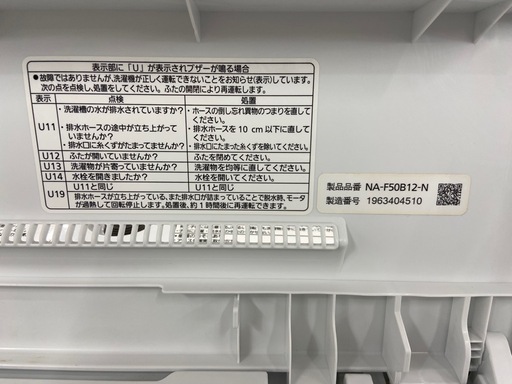 表示部に「U」が表示されブザーが鳴る場合
故障ではありませんが、洗濯機が正しく運転できないことをお知らせ(表示)しています。
次の点を点検し、処置をしてください。ふたの開閉により再運転します。
表示 点検 処置
U11 ・洗濯機の水が排水されていますか? ・ホースの倒し忘れ異物のつまりを直して
ください。
・排水ホースの途中が立ち上がって
いませんか? ・排水ホースを 10 cm 以下に直して
ください。
・排水口に糸くずがたまってませんか? ・排水口にたまった糸くずを除いてください。
U12 ふたが開いていませんか? ふたを閉めてください。
U13 洗濯物が片寄っていませんか? 洗濯物を均等に直してください。
U14 水栓を開きましたか? 水栓を開いてください。
U19 U11と同じ U11と同じ
排水ホースが立ち上がっている、また排水口が詰まっていることで脱水時、モータ
が過熱して回転停止します。処置後、約1時間後に再運転できます。
製品品番 NA-F50B12-N
製造番号 1963404510